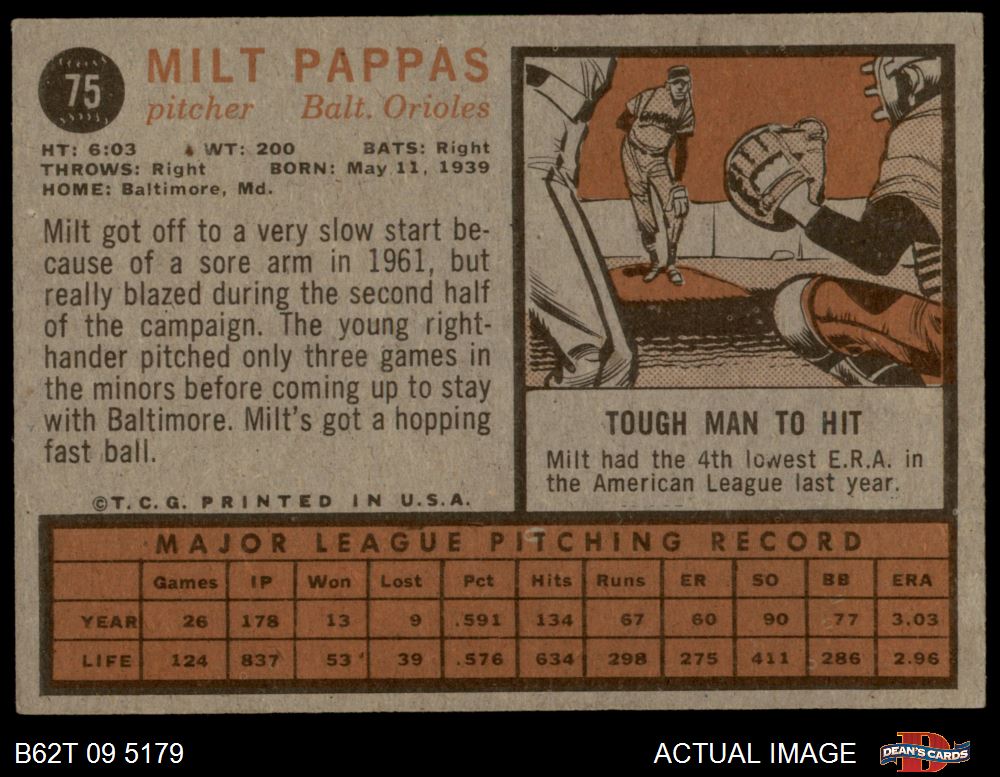 75
MILT PAPPAS
pitcher Balt. Orioles
HT: 6:03 WT: 200 BATS: Right
THROWS: Right BORN: May 11, 1939
HOME: Baltimore, Md.
Milt got off to a very slow start be-
cause of a sore arm in 1961, but
really blazed during the second half
of the campaign. The young right-
hander pitched only three games in
the minors before coming up to stay
with Baltimore. Milt's got a hopping
fast ball.
©T.C.G. PRINTED IN U.S.A.
TOUGH MAN TO HIT
Milt had the 4th lowest E.R.A. in
the American League last year.
MAJOR LEAGUE PITCHING RECORD
Games IP Won Lost Pct Hits Runs ER SO BB ERA
YEAR 26 178 13 9 .591 134 67 60 90 77 3.03
LIFE 124 837 53 39 .576 634 298 275 411 286 2.96
B62T 09 5179
ACTUAL IMAGE
DEAN'S CARDS